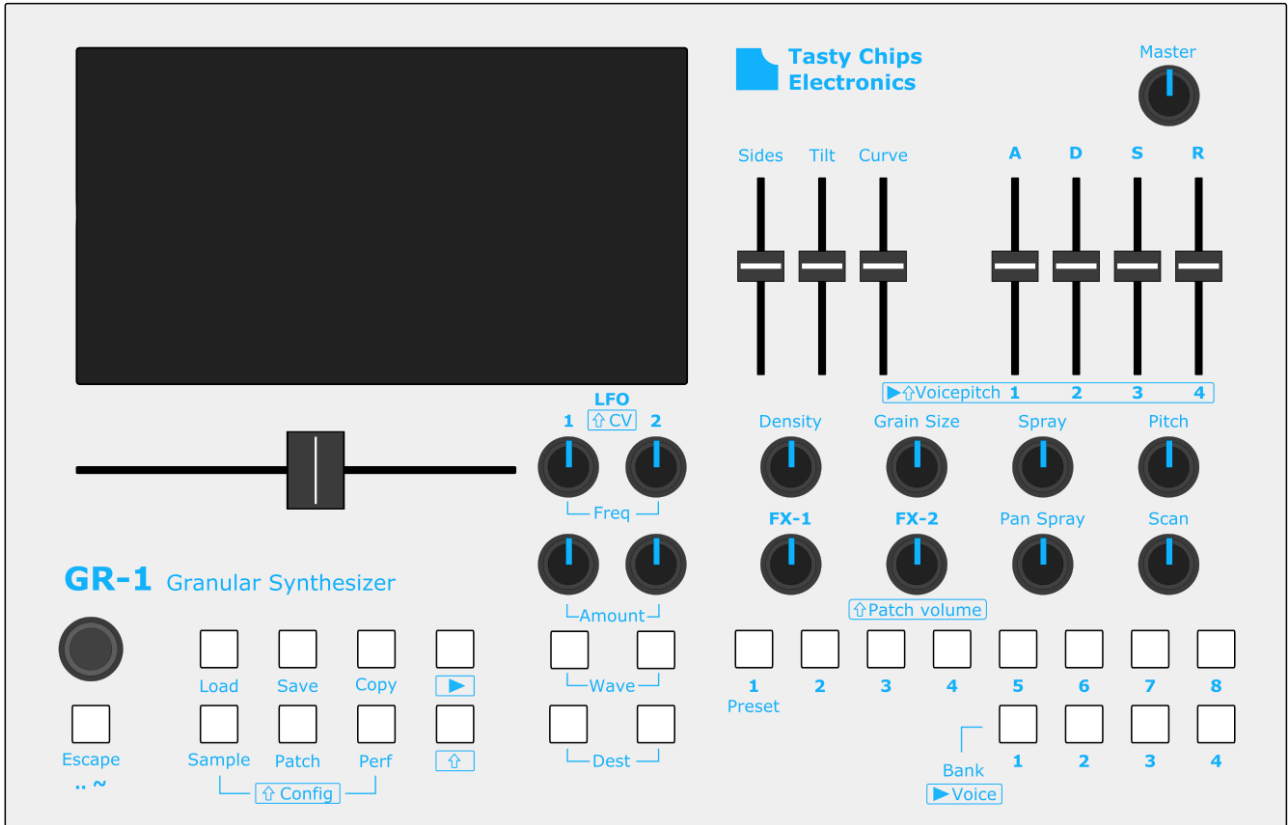 Tasty Chips
Electronics
Master
Sides Tilt Curve A D S R
▶⇧Voicepitch 1 2 3 4
LFO
1 ⇧ CV 2
Density Grain Size Spray Pitch
Freq
FX-1 FX-2 Pan Spray Scan
GR-1 Granular Synthesizer
Amount
⇧Patch volume
Load Save Copy ▶
Wave
1 2 3 4 5 6 7 8
Preset
Escape
.. ~
Sample Patch Perf ⇧
⇧ Config
Dest
Bank 1 2 3 4
▶Voice